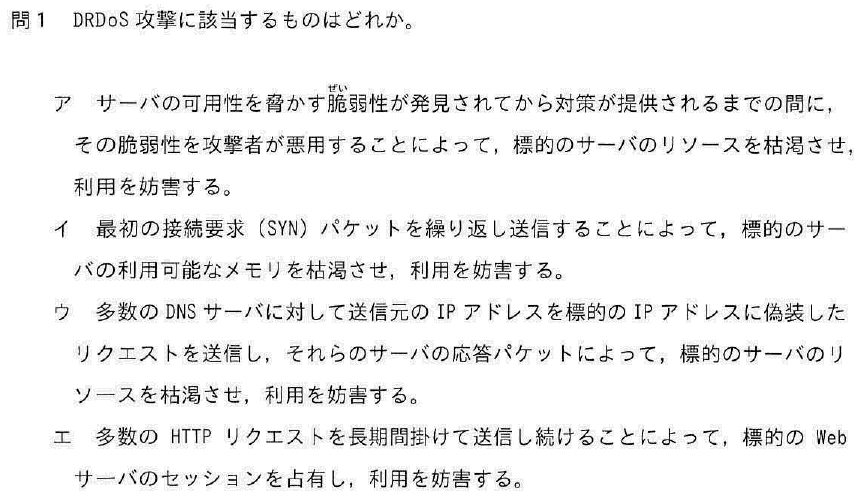 問1 DRDoS 攻撃に該当するものはどれか。
ア サーバの可用性を脅かす脆弱性が発見されてから対策が提供されるまでの間に，
その脆弱性を攻撃者が悪用することによって，標的のサーバのリソースを枯渇させ，
利用を妨害する。
イ 最初の接続要求（SYN）パケットを繰り返し送信することによって，標的のサー
バの利用可能なメモリを枯渇させ，利用を妨害する。
ウ 多数の DNS サーバに対して送信元の IP アドレスを標的の IP アドレスに偽装した
リクエストを送信し，それらのサーバの応答パケットによって，標的のサーバのリ
ソースを枯渇させ，利用を妨害する。
エ 多数の HTTP リクエストを長期間掛けて送信し続けることによって，標的の Web
サーバのセッションを占有し，利用を妨害する。